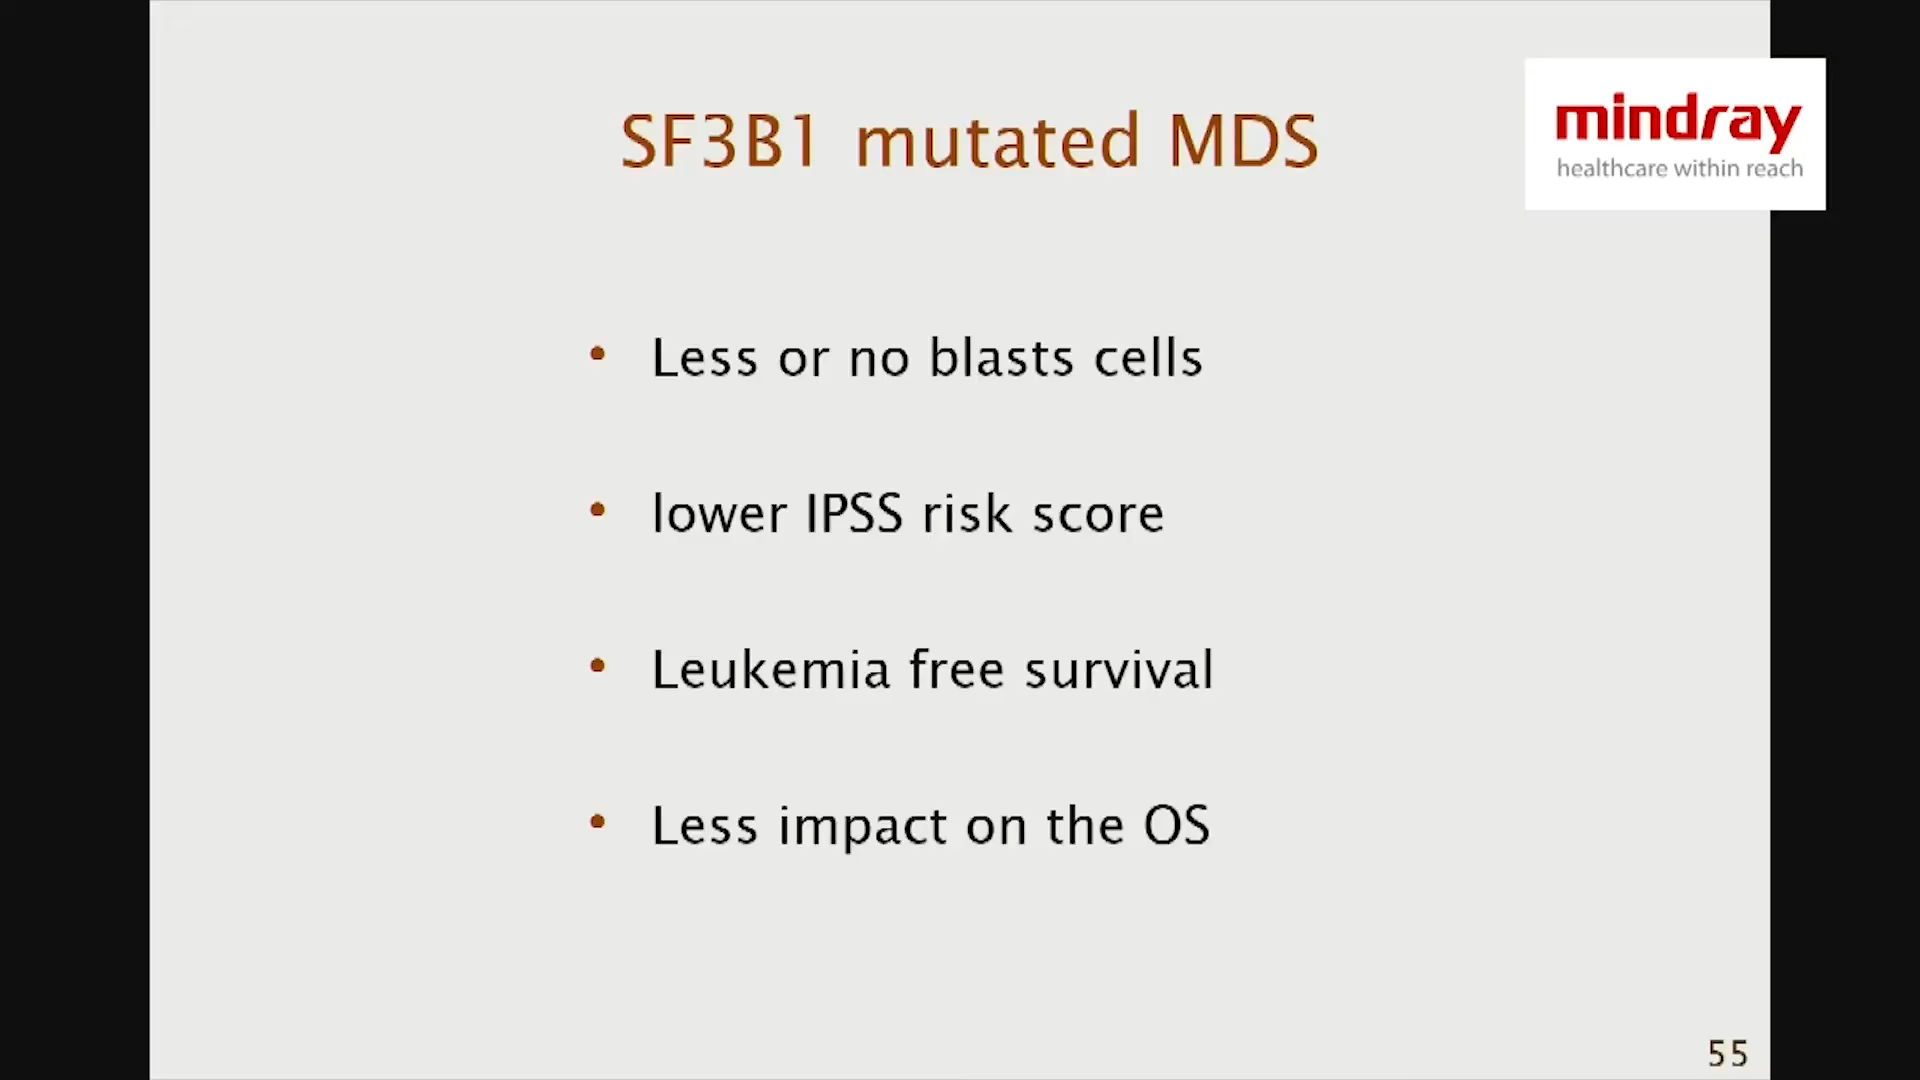 SF3B1 mutated MDS
mindray
healthcare within reach
• Less or no blasts cells
• lower IPSS risk score
• Leukemia free survival
• Less impact on the OS
55